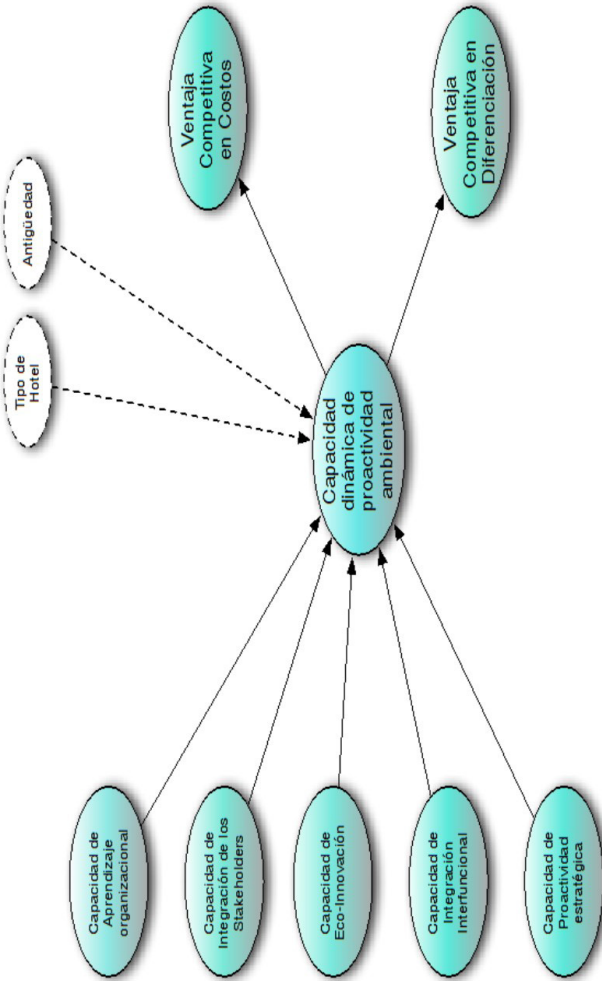 Tipo de
Hotel
Antigüedad
Capacidad de
Aprendizaje
organizacional
Capacidad de
Integración de los
Stakeholders
Capacidad de
Eco-Innovación
Capacidad de
Integración
Interfuncional
Capacidad de
Proactividad
estratégica
Capacidad
dinámica de
proactividad
ambiental
Ventaja
Competitiva
en Costos
Ventaja
Competitiva en
Diferenciación